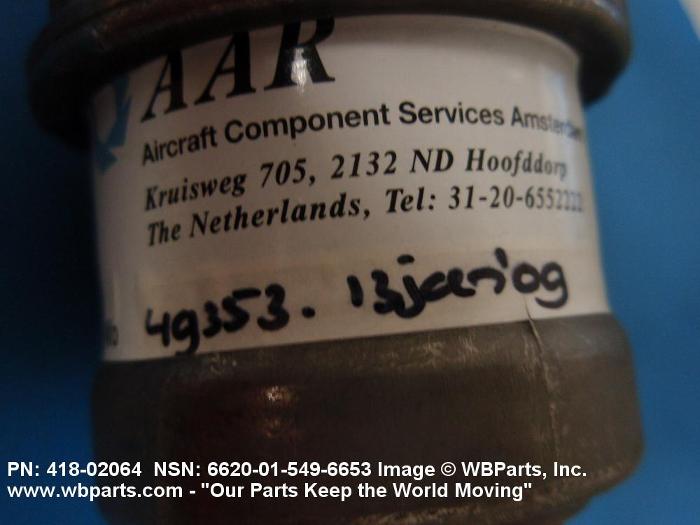 AAR
Aircraft Component Services Amsterdam
Kruisweg 705, 2132 ND Hoofddorp
The Netherlands, Tel: 31-20-6552222
No 49353. 13jan'09
PN: 418-02064 NSN: 6620-01-549-6653 Image © WBParts, Inc.
www.wbparts.com - "Our Parts Keep the World Moving"